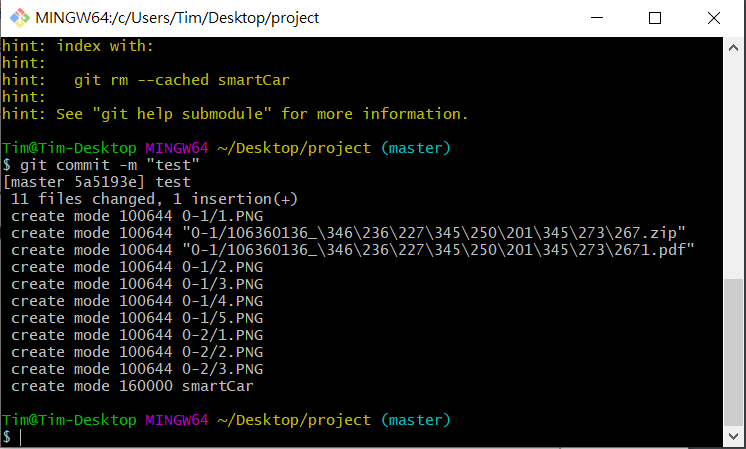 MINGW64:/c/Users/Tim/Desktop/project
hint: index with:
hint:
hint:   git rm --cached smartCar
hint:
hint: See "git help submodule" for more information.
Tim@Tim-Desktop MINGW64 ~/Desktop/project (master)
$ git commit -m "test"
[master 5a5193e] test
 11 files changed, 1 insertion(+)
 create mode 100644 0-1/1.PNG
 create mode 100644 "0-1/106360136_\346\236\227\345\250\201\345\273\267.zip"
 create mode 100644 "0-1/106360136_\346\236\227\345\250\201\345\273\2671.pdf"
 create mode 100644 0-1/2.PNG
 create mode 100644 0-1/3.PNG
 create mode 100644 0-1/4.PNG
 create mode 100644 0-1/5.PNG
 create mode 100644 0-2/1.PNG
 create mode 100644 0-2/2.PNG
 create mode 100644 0-2/3.PNG
 create mode 160000 smartCar
Tim@Tim-Desktop MINGW64 ~/Desktop/project (master)
$